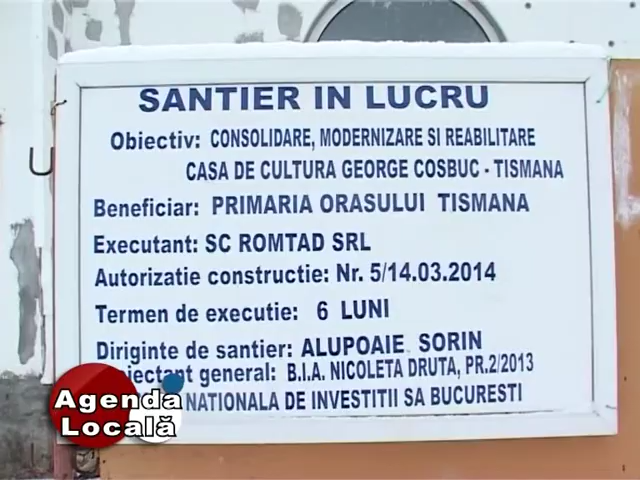 SANTIER IN LUCRU
Obiectiv: CONSOLIDARE, MODERNIZARE SI REABILITARE
CASA DE CULTURA GEORGE COSBUC - TISMANA
Beneficiar: PRIMARIA ORASULUI TISMANA
Executant: SC ROMTAD SRL
Autorizatie constructie: Nr. 5/14.03.2014
Termen de executie: 6 LUNI
Diriginte de santier: ALUPOAIE SORIN
general: B.I.A. NICOLETA DRUTA, PR.2/2013
NATIONALA DE INVESTITII SA BUCURESTI
Agenda
Locală